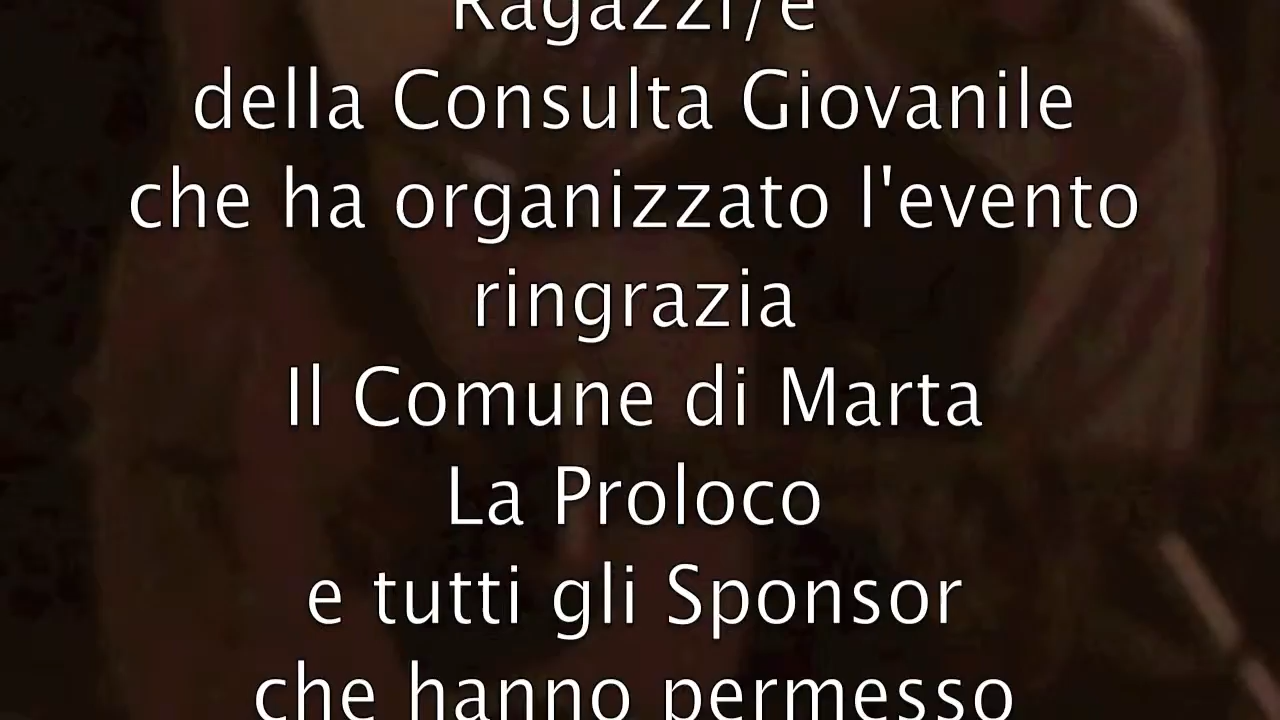 Ragazzi/e
della Consulta Giovanile
che ha organizzato l'evento
ringrazia
Il Comune di Marta
La Proloco
e tutti gli Sponsor
che hanno permesso